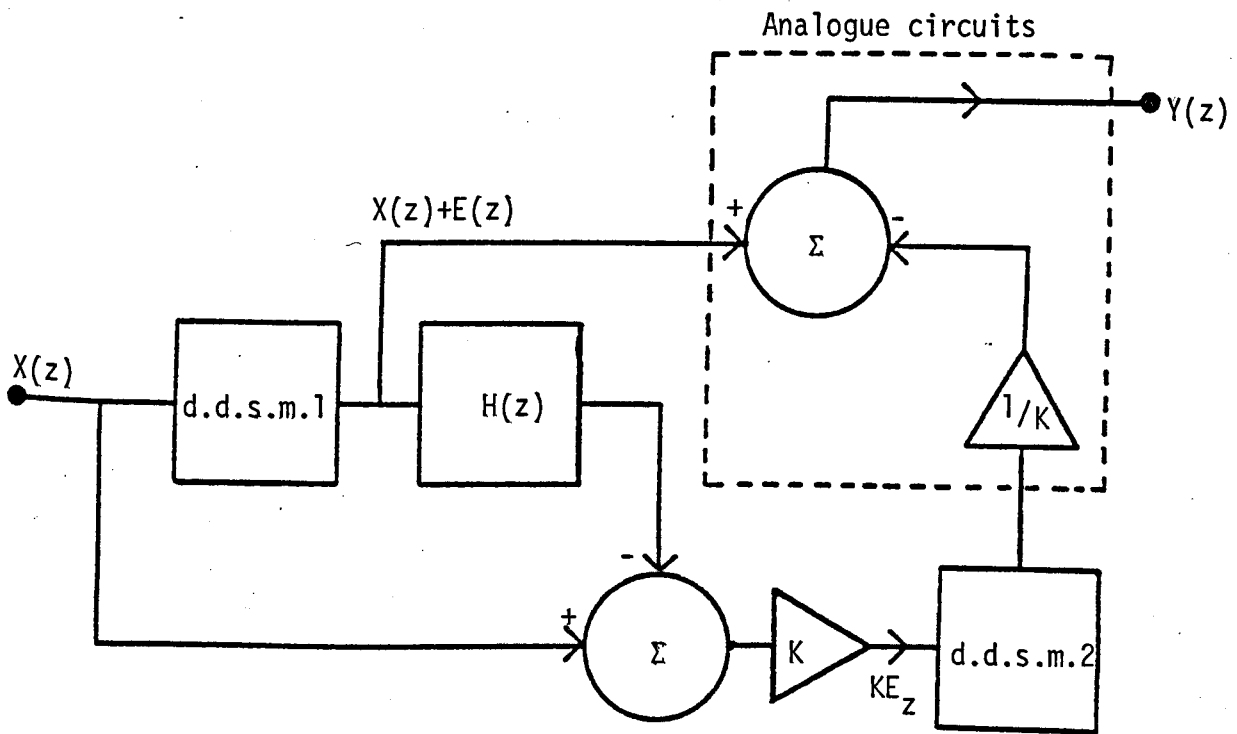 Analogue circuits
Y(z)
X(z)+E(z)
+
-
Σ
X(z)
d.d.s.m.1
H(z)
1/K
-
+
Σ
K
KE_z
d.d.s.m.2